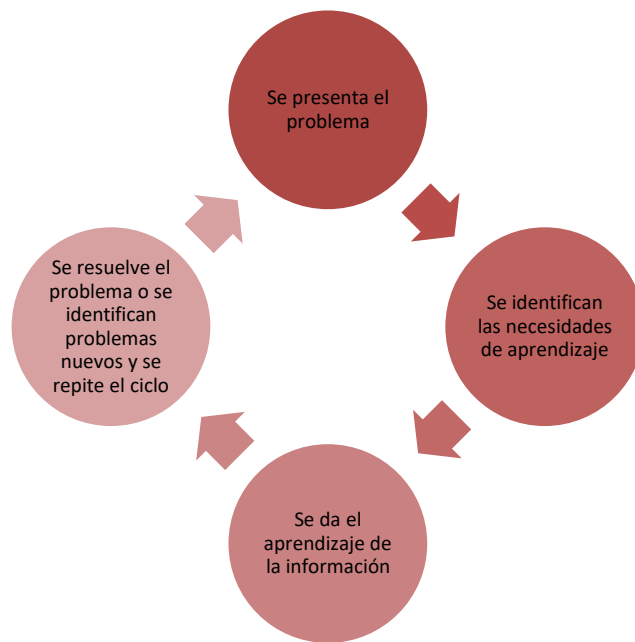 Se presenta el
problema
Se identifican
las necesidades
de aprendizaje
Se da el
aprendizaje de
la información
Se resuelve el
problema o se
identifican
problemas
nuevos y se
repite el ciclo